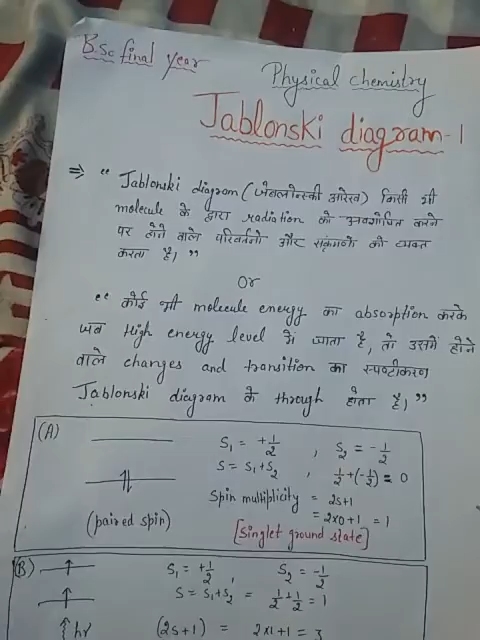 B.Sc final year
Physical chemistry
Jablonski diagram-1
⇒ “ Jablonski diagram (जेबलोन्स्की आरेख) किसी भी
molecule के द्वारा radiation को अवशोषित करने
पर होने वाले परिवर्तनो और संक्रमणो को व्यक्त
करता है। ”
Or
“ कोई भी molecule energy का absorption करके
जब High energy level में जाता है, तो उसमें होने
वाले changes and transition का स्पष्टीकरण
Jablonski diagram के through होता है। ”
(A) S₁ = +1/2 , S₂ = -1/2
S = S₁+S₂ , 1/2+(-1/2) = 0
Spin multiplicity = 2S+1
= 2x0+1 = 1
(paired spin) [singlet ground state]
(B) S₁ = +1/2 , S₂ = -1/2
S = S₁+S₂ = 1/2+1/2 = 1
hν (2S+1) = 2x1+1 = 3